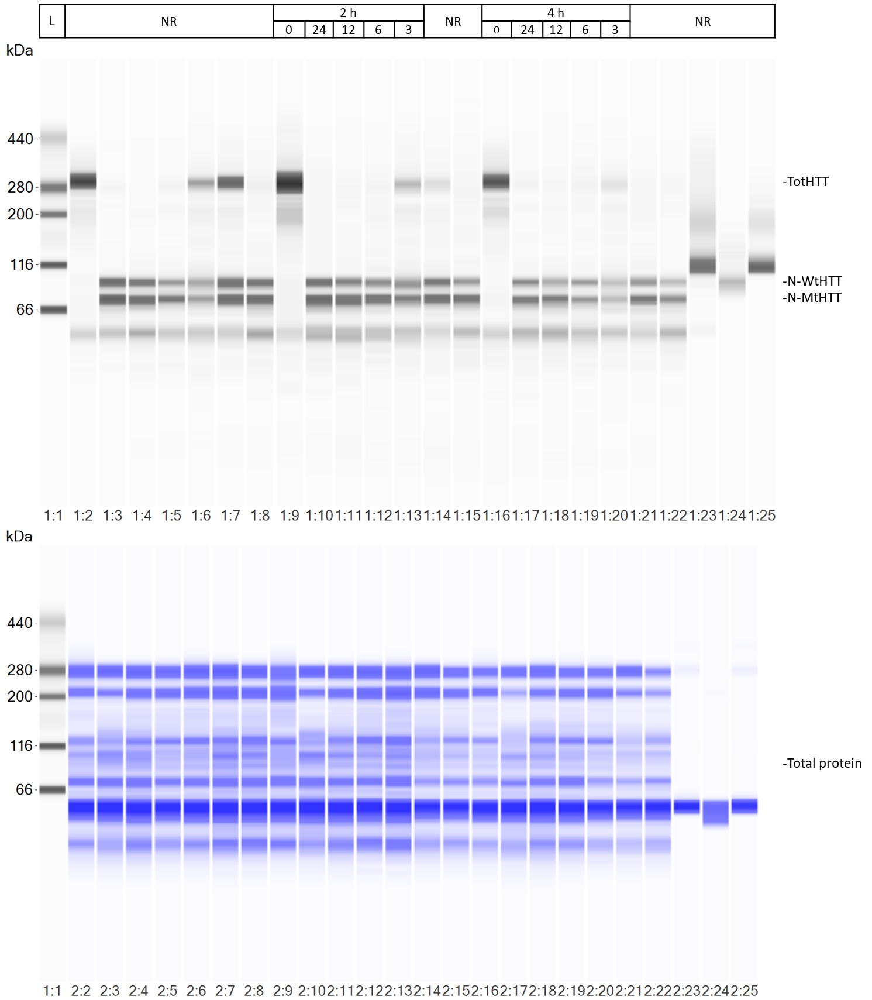 L NR 2 h NR 4 h NR
0 24 12 6 3 0 24 12 6 3
kDa
440
280
-TotHTT
200
116
-N-WtHTT
-N-MtHTT
66
1:1 1:2 1:3 1:4 1:5 1:6 1:7 1:8 1:9 1:10 1:11 1:12 1:13 1:14 1:15 1:16 1:17 1:18 1:19 1:20 1:21 1:22 1:23 1:24 1:25
kDa
440
280
200
116
-Total protein
66
1:1 2:2 2:3 2:4 2:5 2:6 2:7 2:8 2:9 2:10 2:11 2:12 2:13 2:14 2:15 2:16 2:17 2:18 2:19 2:20 2:21 2:22 2:23 2:24 2:25